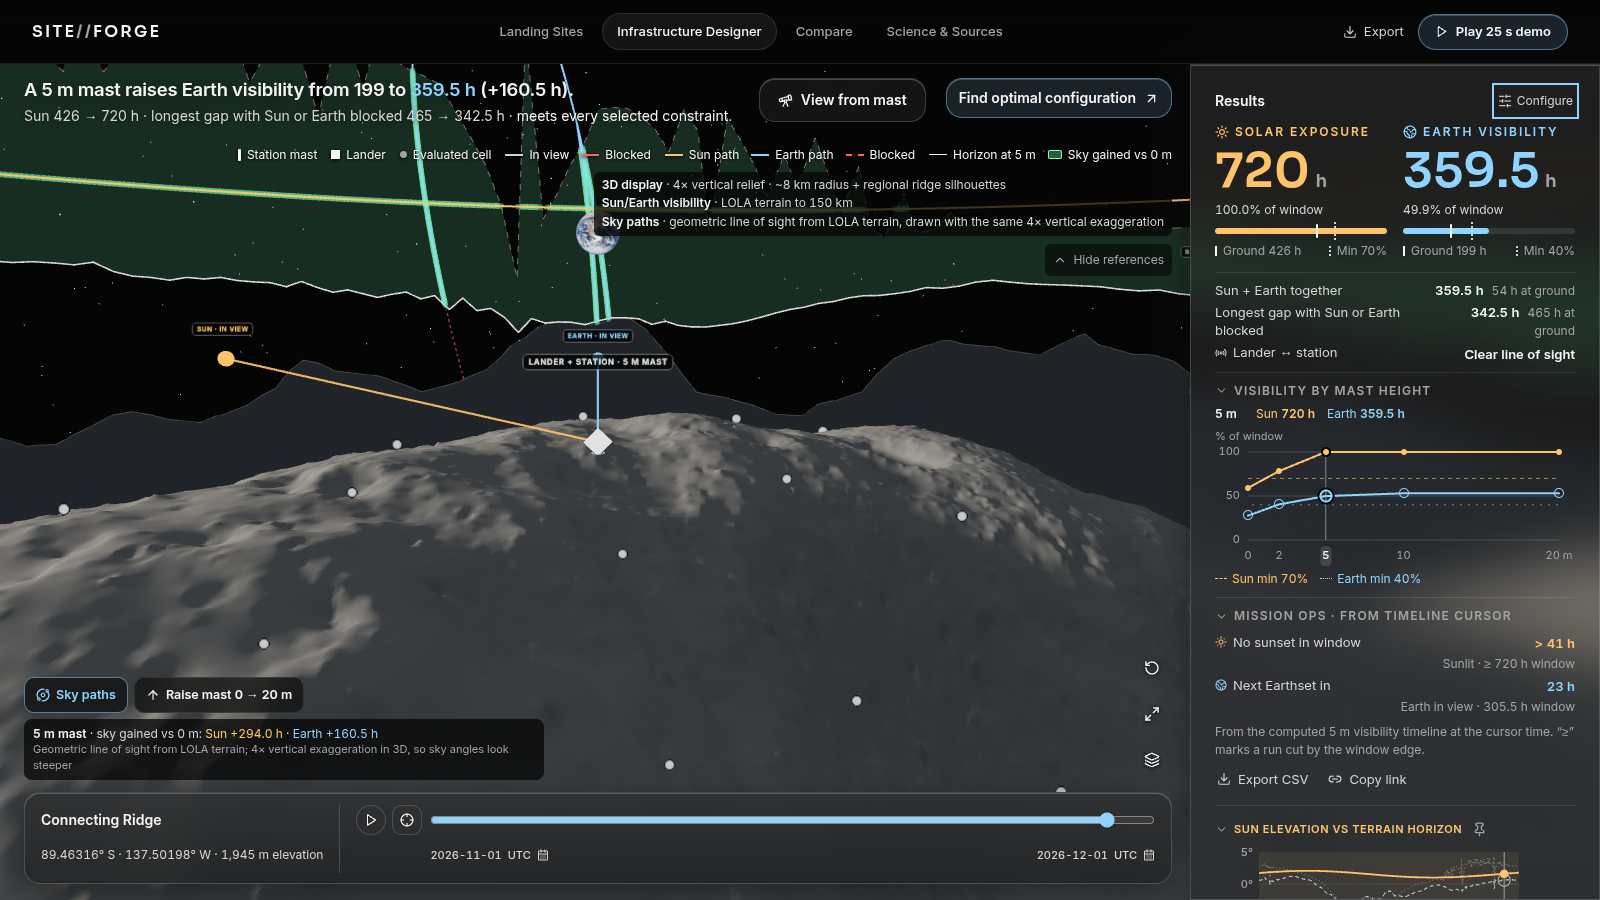 SITE//FORGE
Landing Sites
Infrastructure Designer
Compare
Science & Sources
Export
Play 25 s demo
A 5 m mast raises Earth visibility from 199 to 359.5 h (+160.5 h).
Sun 426 → 720 h · longest gap with Sun or Earth blocked 465 → 342.5 h · meets every selected constraint.
View from mast
Find optimal configuration
Station mast
Lander
Evaluated cell
In view
Blocked
Sun path
Earth path
Blocked
Horizon at 5 m
Sky gained vs 0 m
3D display · 4× vertical relief · ~8 km radius + regional ridge silhouettes
Sun/Earth visibility · LOLA terrain to 150 km
Sky paths · geometric line of sight from LOLA terrain, drawn with the same 4× vertical exaggeration
Hide references
SUN · IN VIEW
EARTH · IN VIEW
LANDER + STATION · 5 M MAST
Sky paths
Raise mast 0 → 20 m
5 m mast · sky gained vs 0 m: Sun +294.0 h · Earth +160.5 h
Geometric line of sight from LOLA terrain; 4× vertical exaggeration in 3D, so sky angles look
steeper
Connecting Ridge
89.46316° S · 137.50198° W · 1,945 m elevation
2026-11-01 UTC
2026-12-01 UTC
Results
Configure
SOLAR EXPOSURE
720 h
100.0% of window
Ground 426 h
Min 70%
EARTH VISIBILITY
359.5 h
49.9% of window
Ground 199 h
Min 40%
Sun + Earth together
359.5 h 54 h at ground
Longest gap with Sun or Earth
blocked
342.5 h 465 h at
ground
Lander ↔ station
Clear line of sight
VISIBILITY BY MAST HEIGHT
5 m Sun 720 h Earth 359.5 h
% of window
100
50
0
0 2 5 10 20 m
Sun min 70% Earth min 40%
MISSION OPS · FROM TIMELINE CURSOR
No sunset in window
> 41 h
Sunlit · ≥ 720 h window
Next Earthset in
23 h
Earth in view · 305.5 h window
From the computed 5 m visibility timeline at the cursor time. "≥"
marks a run cut by the window edge.
Export CSV
Copy link
SUN ELEVATION VS TERRAIN HORIZON
5°
0°